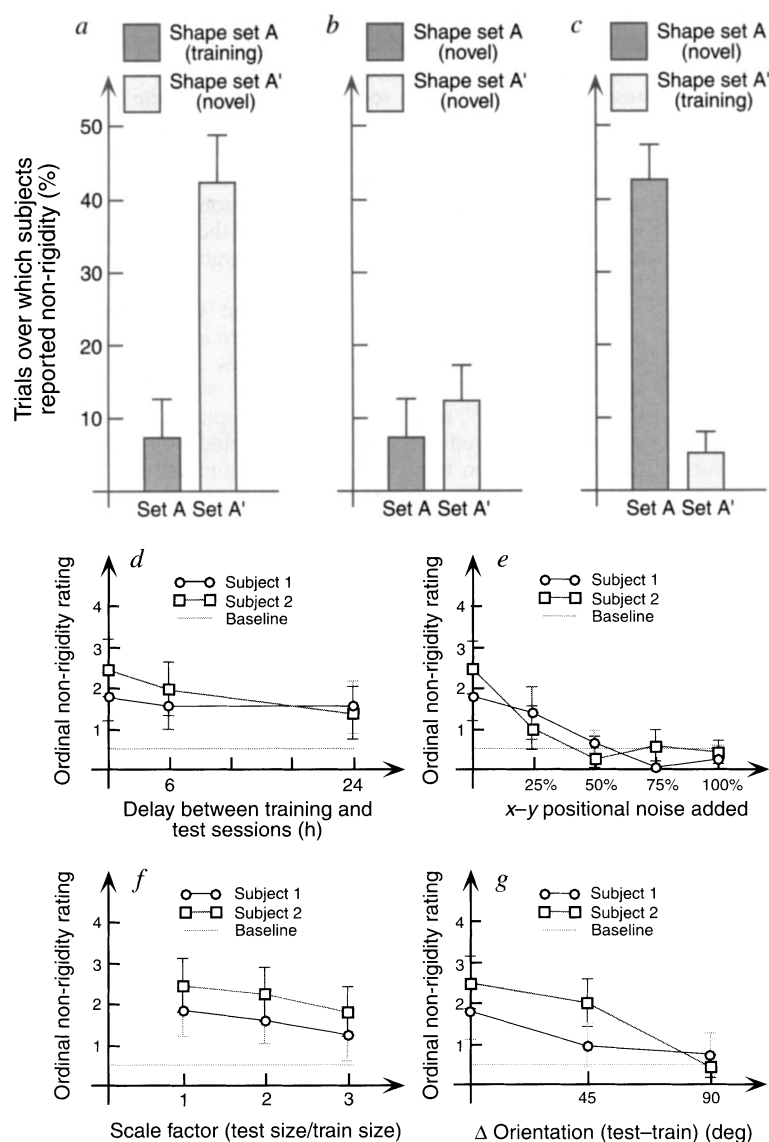 a
Shape set A
(training)
Shape set A'
(novel)
b
Shape set A
(novel)
Shape set A'
(novel)
c
Shape set A
(novel)
Shape set A'
(training)
Trials over which subjects
reported non-rigidity (%)
50
40
30
20
10
Set A Set A'
Set A Set A'
Set A Set A'
d
Subject 1
Subject 2
Baseline
Ordinal non-rigidity rating
4
3
2
1
6 24
Delay between training and
test sessions (h)
e
Subject 1
Subject 2
Baseline
Ordinal non-rigidity rating
4
3
2
1
25% 50% 75% 100%
x–y positional noise added
f
Subject 1
Subject 2
Baseline
Ordinal non-rigidity rating
4
3
2
1
1 2 3
Scale factor (test size/train size)
g
Subject 1
Subject 2
Baseline
Ordinal non-rigidity rating
4
3
2
1
45 90
Δ Orientation (test–train) (deg)